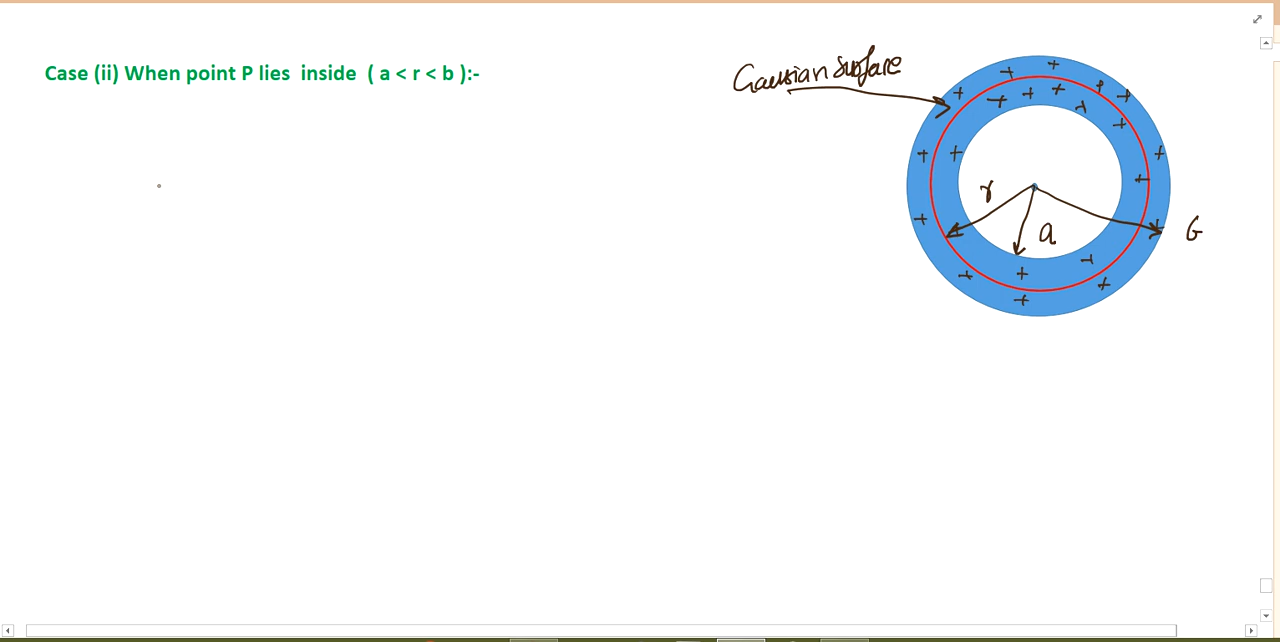 Case (ii) When point P lies inside ( a < r < b ):-
Gaussian Surface
r
a
b